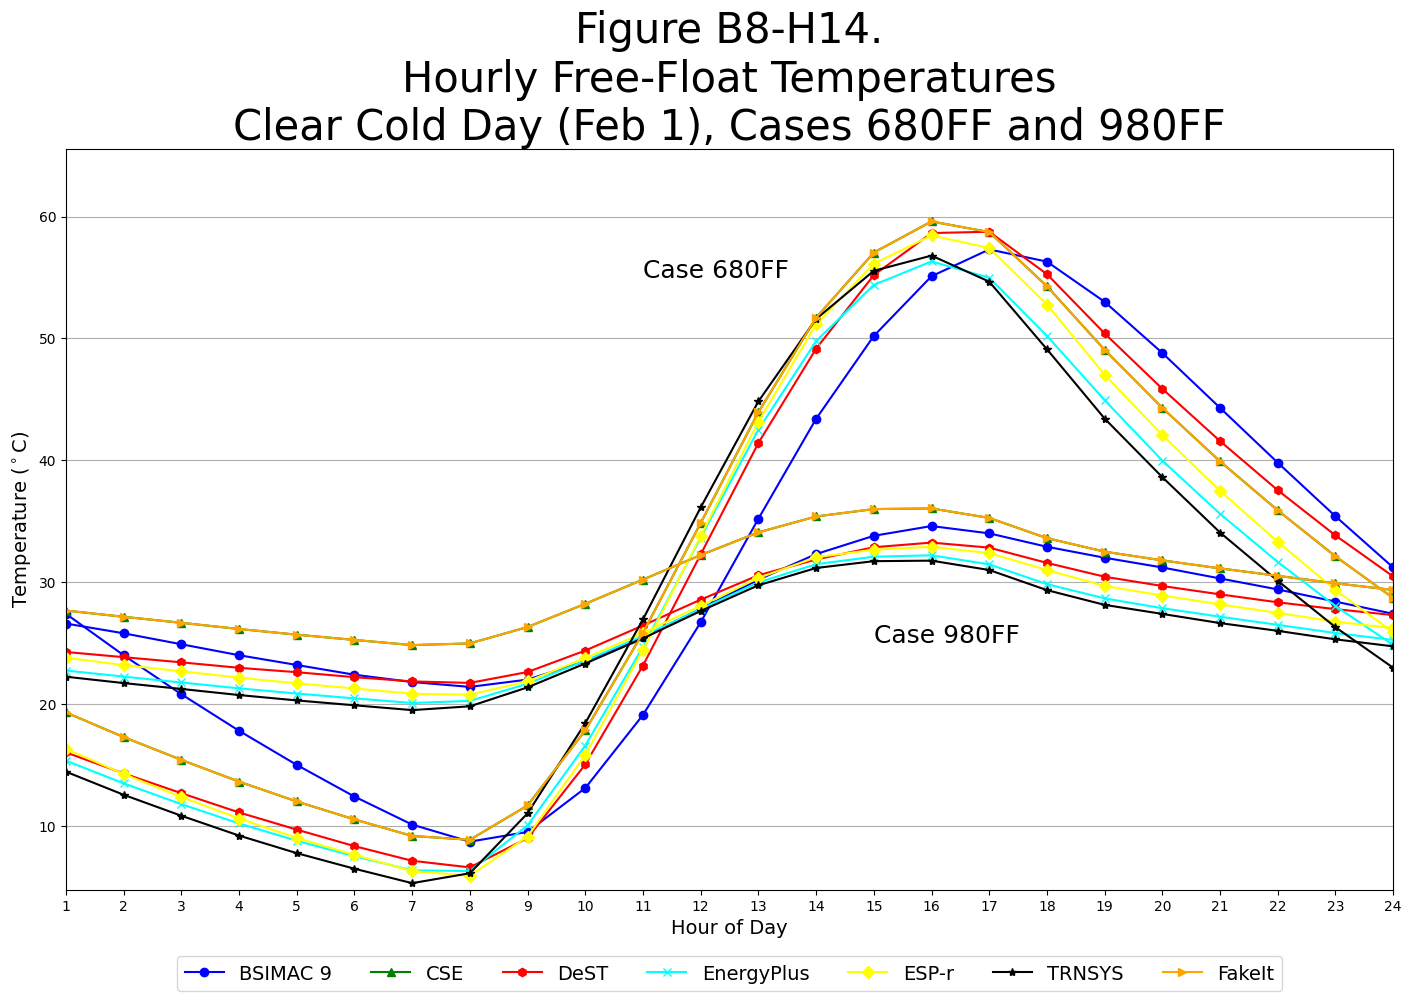 Figure B8-H14.
Hourly Free-Float Temperatures
Clear Cold Day (Feb 1), Cases 680FF and 980FF
Temperature (°C)
60
50
40
30
20
10
Case 680FF
Case 980FF
1 2 3 4 5 6 7 8 9 10 11 12 13 14 15 16 17 18 19 20 21 22 23 24
Hour of Day
BSIMAC 9 CSE DeST EnergyPlus ESP-r TRNSYS FakeIt